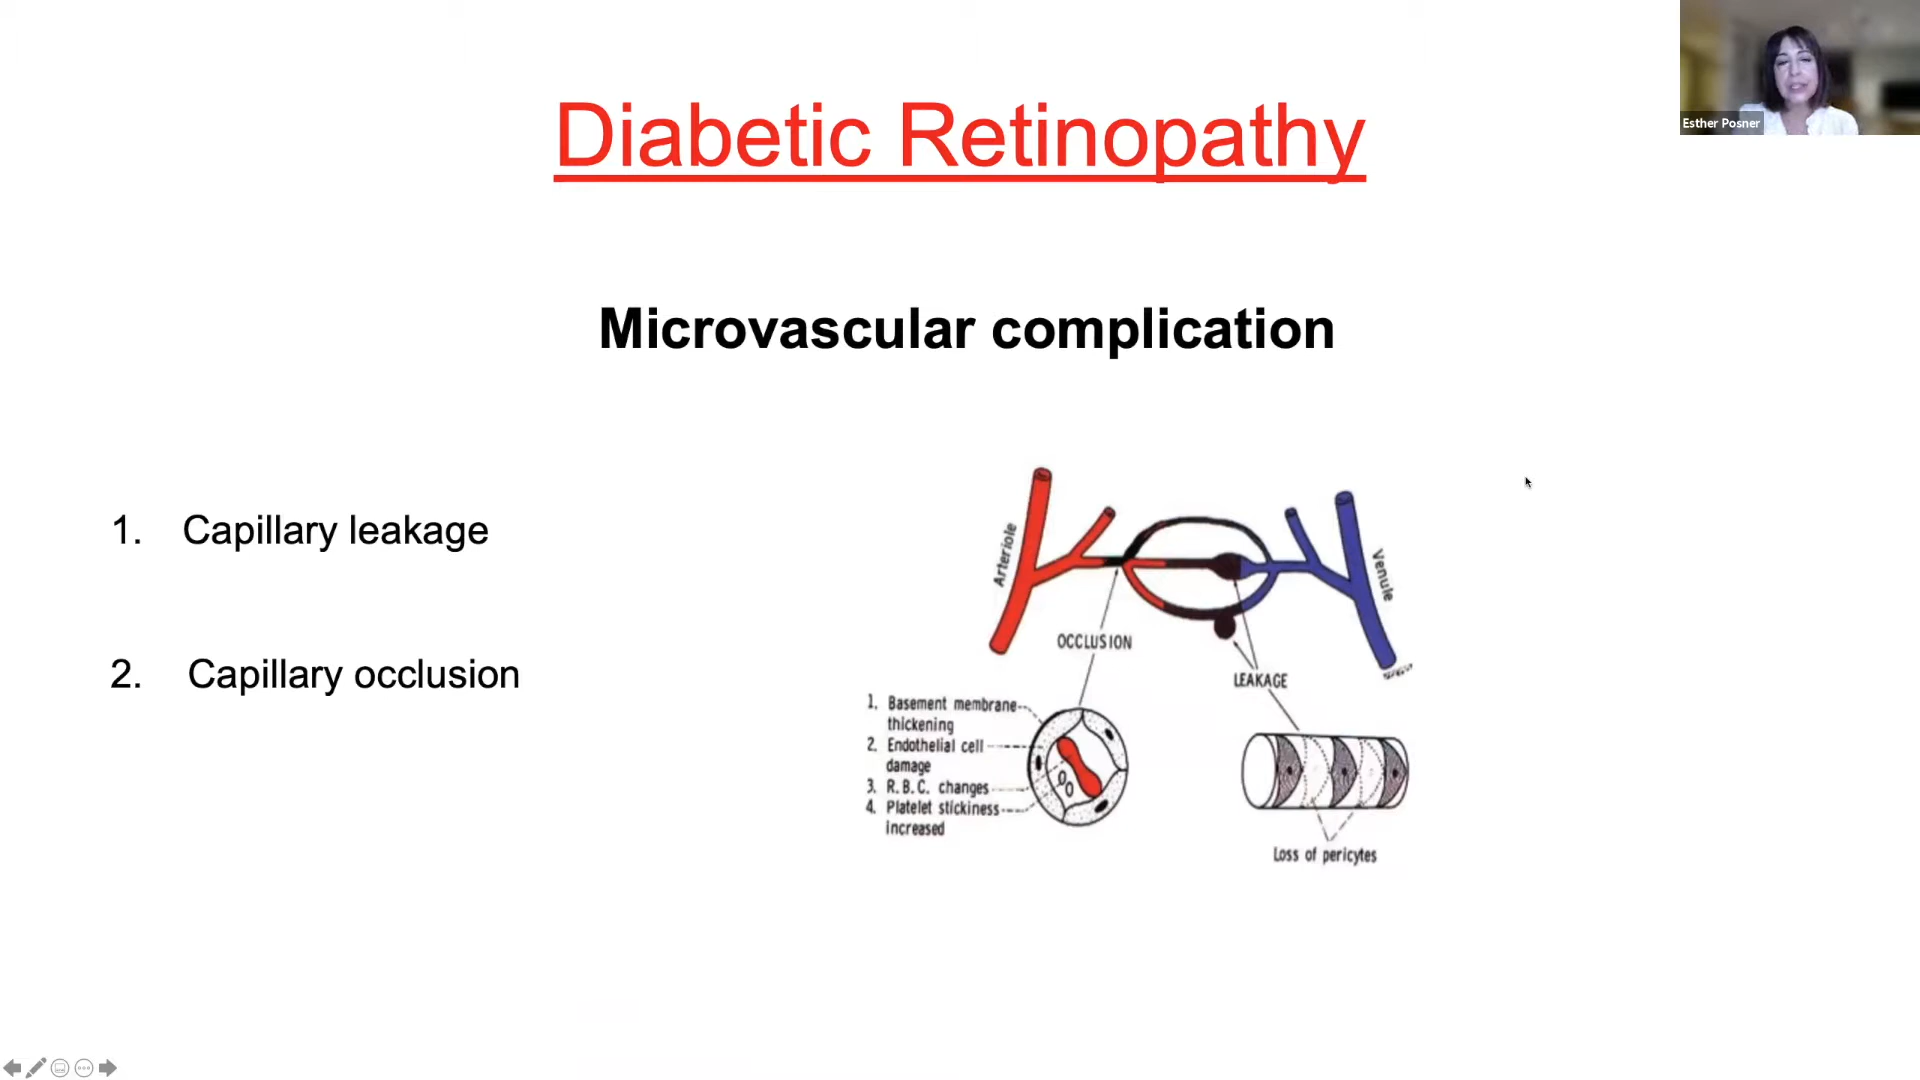 Esther Posner
Diabetic Retinopathy
Microvascular complication
1. Capillary leakage
2. Capillary occlusion
Arteriole
Venule
OCCLUSION
LEAKAGE
1. Basement membrane
thickening
2. Endothelial cell
damage
3. R.B.C. changes
4. Platelet stickiness
increased
Loss of pericytes